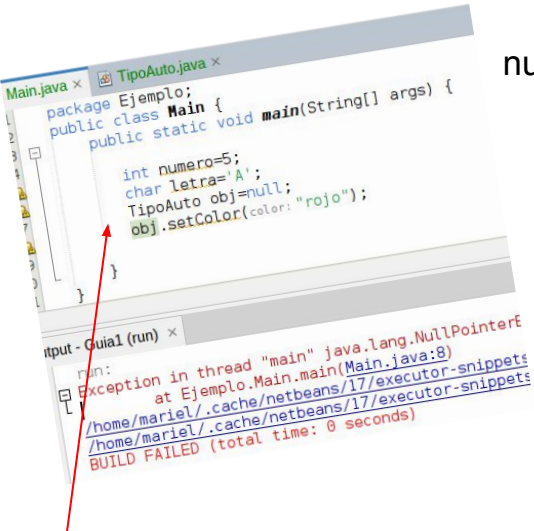 nu
Main.java × TipoAuto.java ×
package Ejemplo;
public class Main {
public static void main(String[] args) {
int numero=5;
char letra='A';
TipoAuto obj=null;
obj.setColor(color: "rojo");
}
}
utput - Guia1 (run) ×
run:
Exception in thread "main" java.lang.NullPointerE
at Ejemplo.Main.main(Main.java:8)
/home/mariel/.cache/netbeans/17/executor-snippets
/home/mariel/.cache/netbeans/17/executor-snippets
BUILD FAILED (total time: 0 seconds)